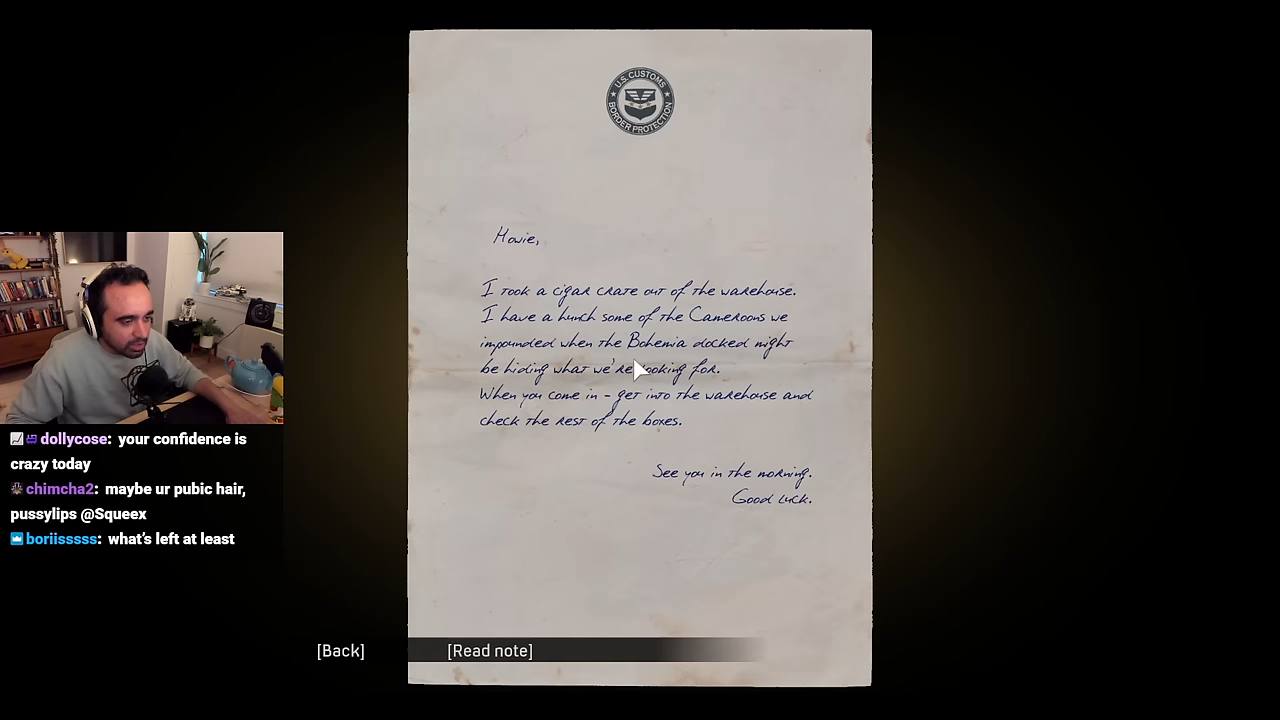 U.S. CUSTOMS
BORDER PROTECTION
Howie,
I took a cigar crate out of the warehouse.
I have a hunch some of the Cameroons we
impounded when the Bohemia docked might
be hiding what we're looking for.
When you come in - get into the warehouse and
check the rest of the boxes.
See you in the morning.
Good luck.
dollycose: your confidence is
crazy today
chimcha2: maybe ur pubic hair,
pussylips @Squeex
boriisssss: what's left at least
[Back] [Read note]